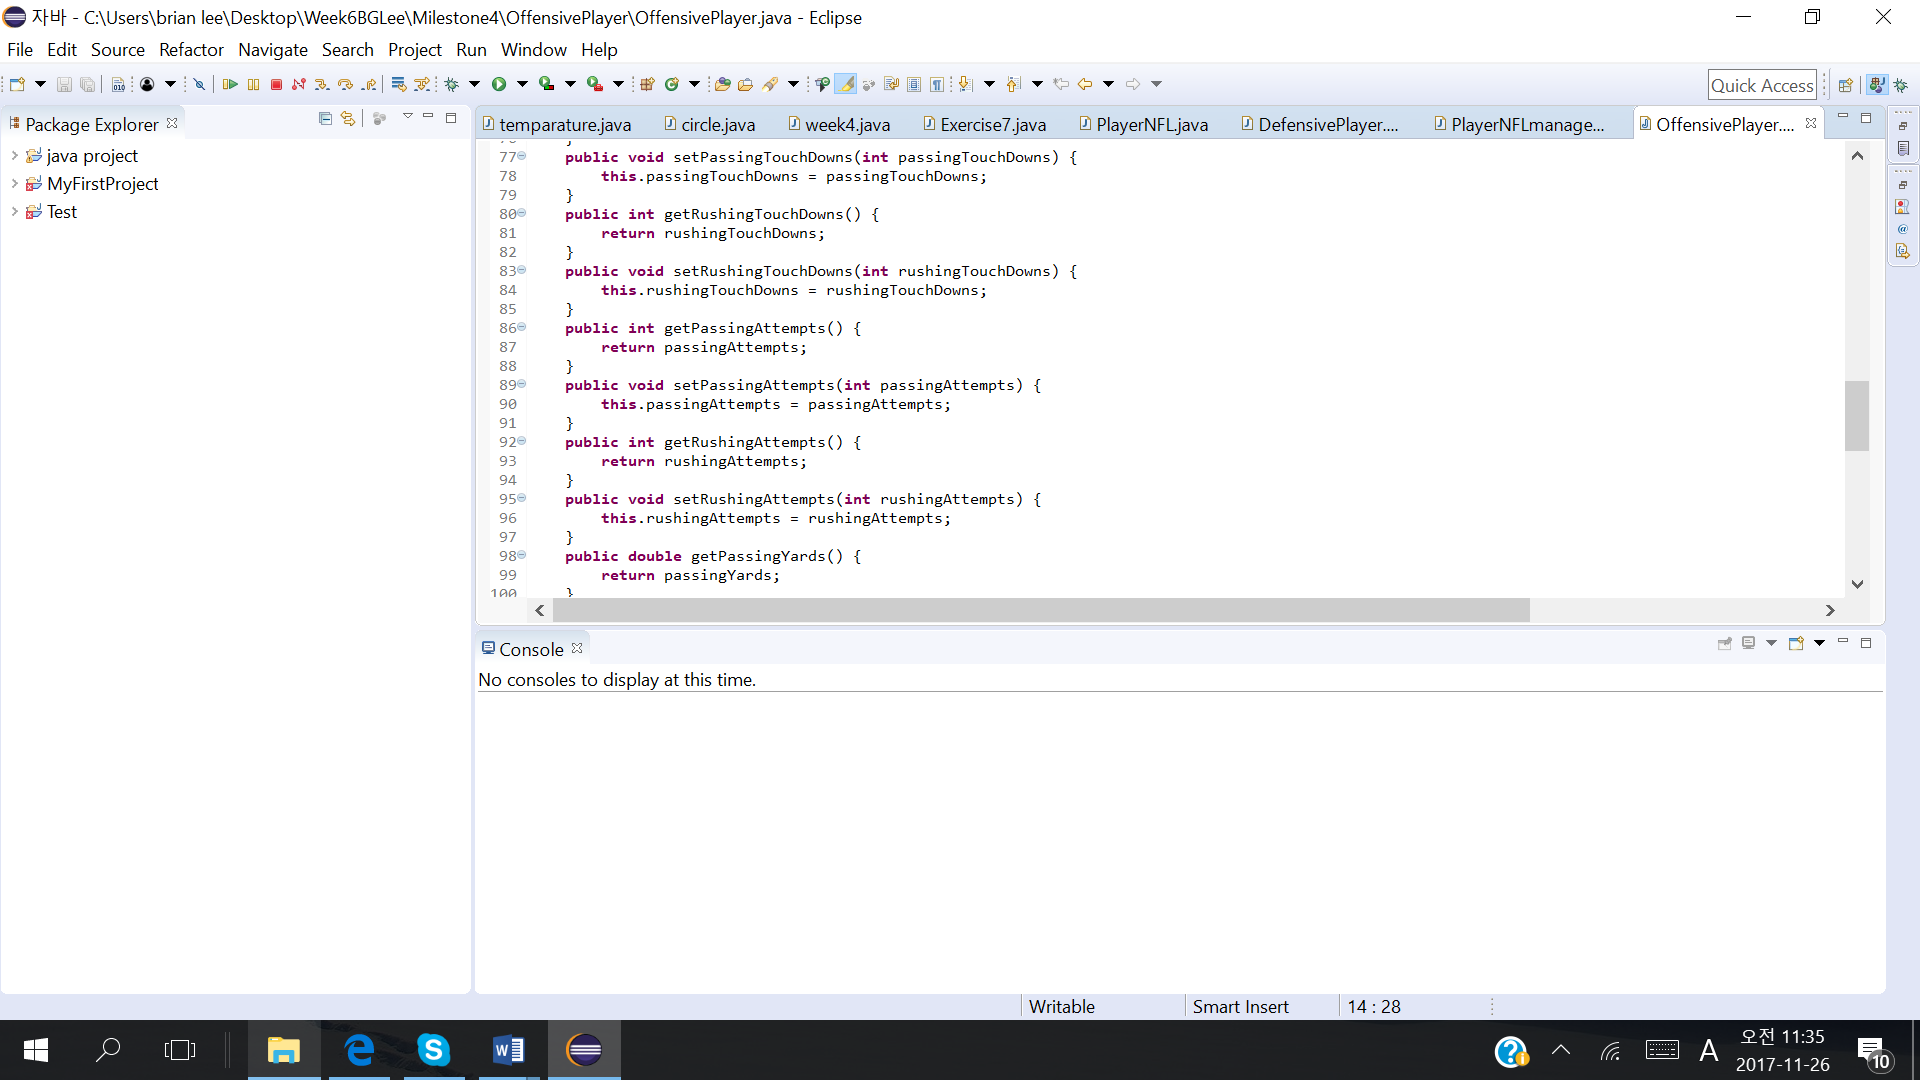 자바 - C:\Users\brian lee\Desktop\Week6BGLee\Milestone4\OffensivePlayer\OffensivePlayer.java - Eclipse
File Edit Source Refactor Navigate Search Project Run Window Help
Quick Access
Package Explorer
java project
MyFirstProject
Test
temparature.java circle.java week4.java Exercise7.java PlayerNFL.java DefensivePlayer.... PlayerNFLmanage... OffensivePlayer....
77 public void setPassingTouchDowns(int passingTouchDowns) {
78 this.passingTouchDowns = passingTouchDowns;
79 }
80 public int getRushingTouchDowns() {
81 return rushingTouchDowns;
82 }
83 public void setRushingTouchDowns(int rushingTouchDowns) {
84 this.rushingTouchDowns = rushingTouchDowns;
85 }
86 public int getPassingAttempts() {
87 return passingAttempts;
88 }
89 public void setPassingAttempts(int passingAttempts) {
90 this.passingAttempts = passingAttempts;
91 }
92 public int getRushingAttempts() {
93 return rushingAttempts;
94 }
95 public void setRushingAttempts(int rushingAttempts) {
96 this.rushingAttempts = rushingAttempts;
97 }
98 public double getPassingYards() {
99 return passingYards;
100 }
Console
No consoles to display at this time.
Writable Smart Insert 14 : 28
A
오전 11:35
2017-11-26
10